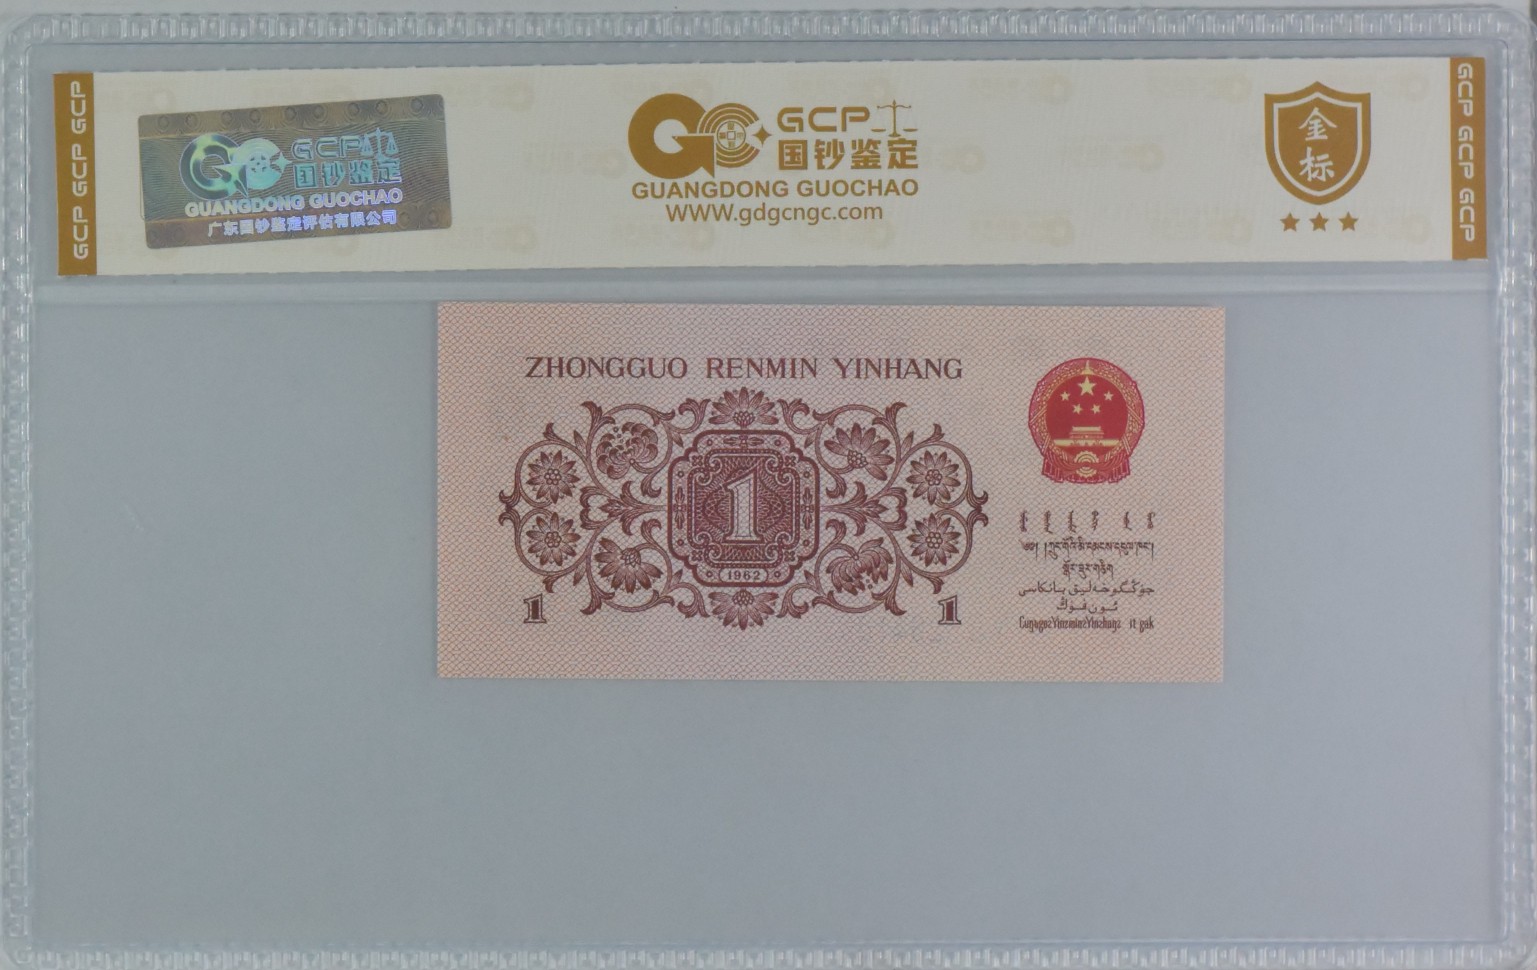 GCP GCP GCP
GCP
国钞鉴定
GUANGDONG GUOCHAO
广东国钞鉴定评估有限公司
GCP
国钞鉴定
GUANGDONG GUOCHAO
WWW.gdgcngc.com
金
标
GCP GCP GCP
ZHONGGUO RENMIN YINHANG
1
(1962)
1
1
جۇڭگوخەلىق بانكاسى